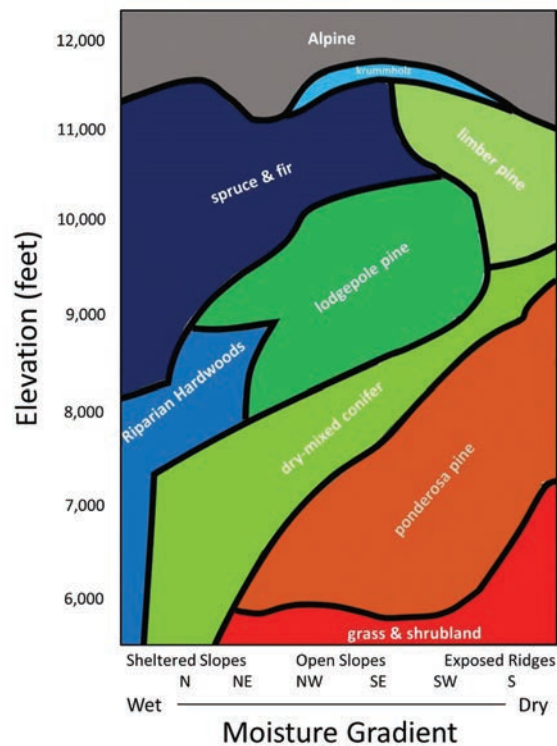 12,000
Alpine
krummholz
11,000
limber pine
spruce & fir
10,000
lodgepole pine
Elevation (feet)
9,000
Riparian Hardwoods
8,000
dry-mixed conifer
ponderosa pine
7,000
6,000
grass & shrubland
Sheltered Slopes Open Slopes Exposed Ridges
N NE NW SE SW S
Wet Dry
Moisture Gradient